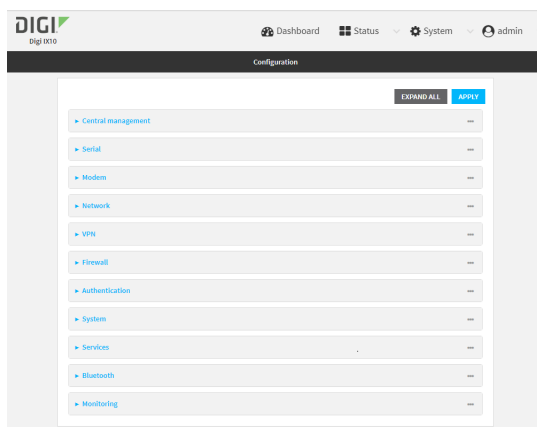 DIGI
Digi IX10
Dashboard Status System admin
Configuration
EXPAND ALL APPLY
Central management
Serial
Modem
Network
VPN
Firewall
Authentication
System
Services
Bluetooth
Monitoring